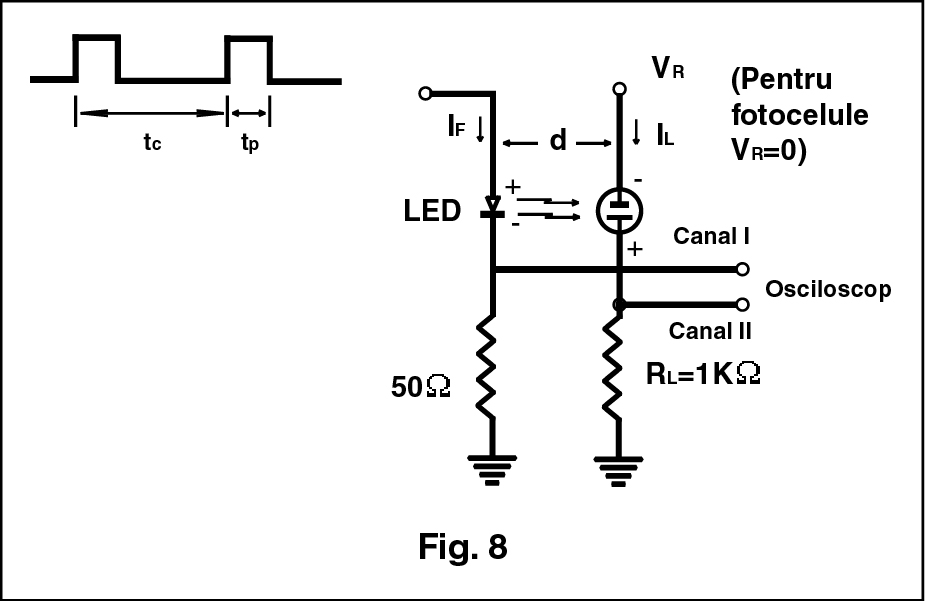 tc
tp
IF
d
VR
IL
(Pentru
fotocelule
VR=0)
LED
+
-
-
+
Canal I
Osciloscop
Canal II
50Ω
RL=1KΩ
Fig. 8